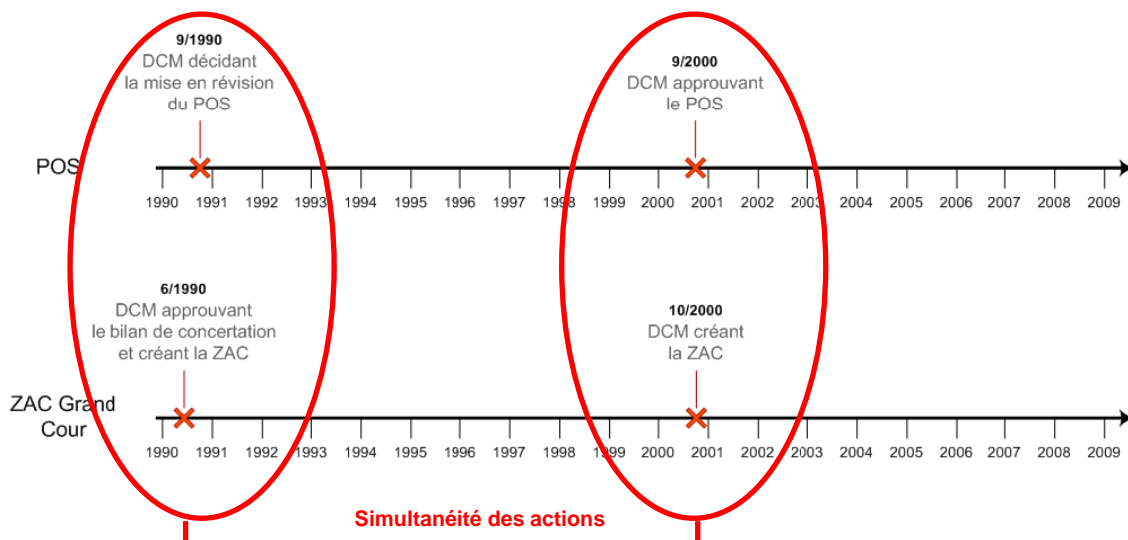 9/1990
DCM décidant
la mise en révision
du POS
9/2000
DCM approuvant
le POS
POS
1990 1991 1992 1993 1994 1995 1996 1997 1998 1999 2000 2001 2002 2003 2004 2005 2006 2007 2008 2009
6/1990
DCM approuvant
le bilan de concertation
et créant la ZAC
10/2000
DCM créant
la ZAC
ZAC Grand
Cour
1990 1991 1992 1993 1994 1995 1996 1997 1998 1999 2000 2001 2002 2003 2004 2005 2006 2007 2008 2009
Simultanéité des actions